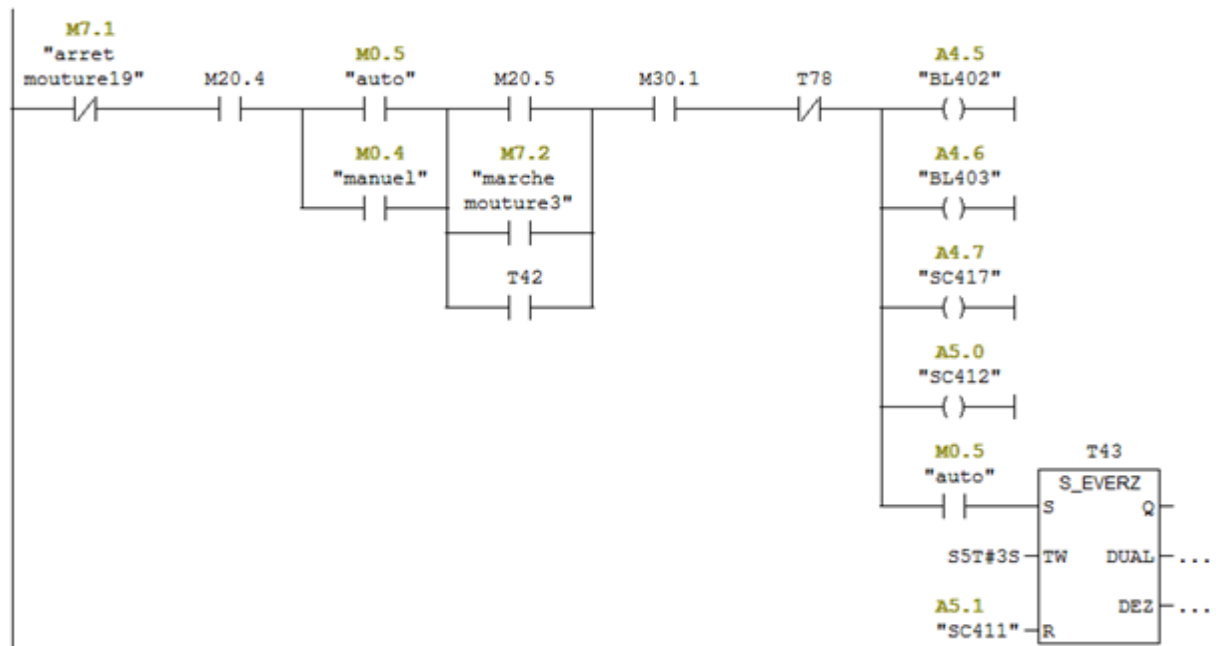 M7.1
"arret
mouture19"
M20.4
M0.5
"auto"
M20.5
M30.1
T78
A4.5
"BL402"
M0.4
"manuel"
M7.2
"marche
mouture3"
A4.6
"BL403"
T42
A4.7
"SC417"
A5.0
"SC412"
M0.5
"auto"
T43
S_EVERZ
S Q
S5T#3S TW DUAL ...
A5.1
"SC411" R
DEZ ...